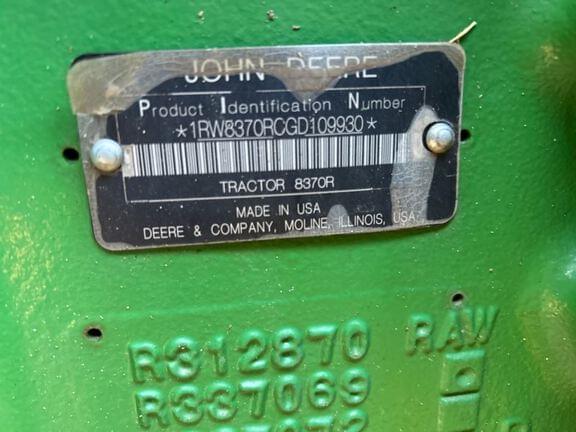 JOHN DEERE
Product Identification Number
*1RW8370RCGD109930*
TRACTOR 8370R
MADE IN USA
DEERE & COMPANY, MOLINE, ILLINOIS, USA
R312870 RAW
R337069